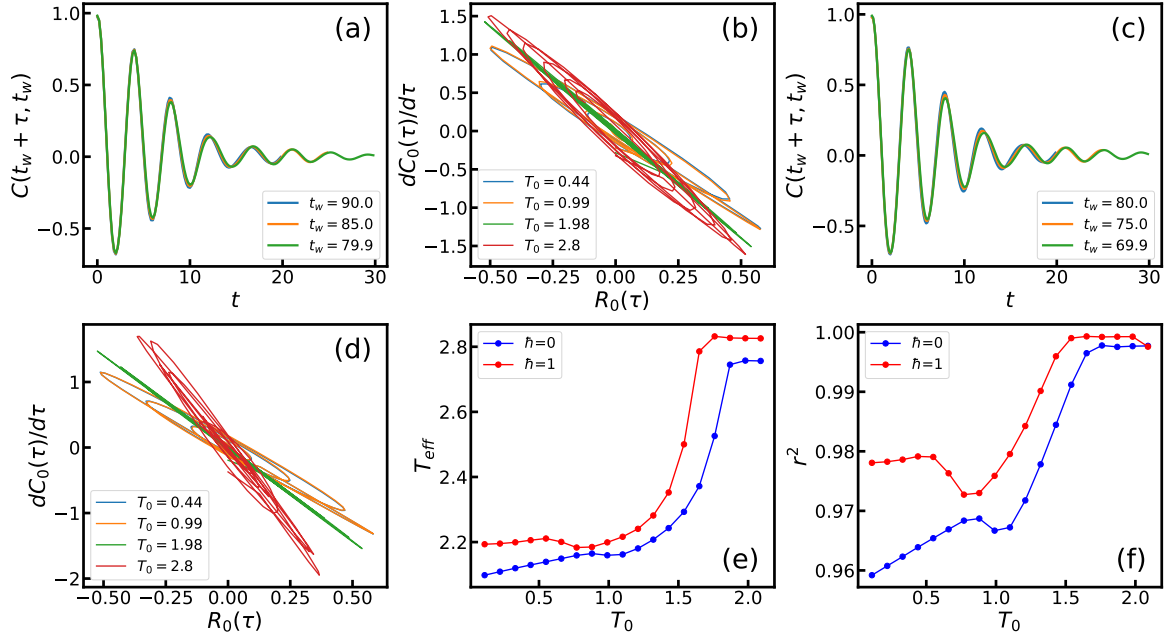 (a)
C(t_w + τ, t_w)
1.0
0.5
0.0
−0.5
t_w = 90.0
t_w = 85.0
t_w = 79.9
0 10 20 30
t
(b)
dC_0(τ)/dτ
1.5
1.0
0.5
0.0
−0.5
−1.0
−1.5
T_0 = 0.44
T_0 = 0.99
T_0 = 1.98
T_0 = 2.8
−0.50 −0.25 0.00 0.25 0.50
R_0(τ)
(c)
C(t_w + τ, t_w)
1.0
0.5
0.0
−0.5
t_w = 80.0
t_w = 75.0
t_w = 69.9
0 10 20 30
t
(d)
dC_0(τ)/dτ
1
0
−1
−2
T_0 = 0.44
T_0 = 0.99
T_0 = 1.98
T_0 = 2.8
−0.50 −0.25 0.00 0.25 0.50
R_0(τ)
ħ=0
ħ=1
T_eff
2.8
2.6
2.4
2.2
(e)
0.5 1.0 1.5 2.0
T_0
ħ=0
ħ=1
r²
1.00
0.99
0.98
0.97
0.96
(f)
0.5 1.0 1.5 2.0
T_0